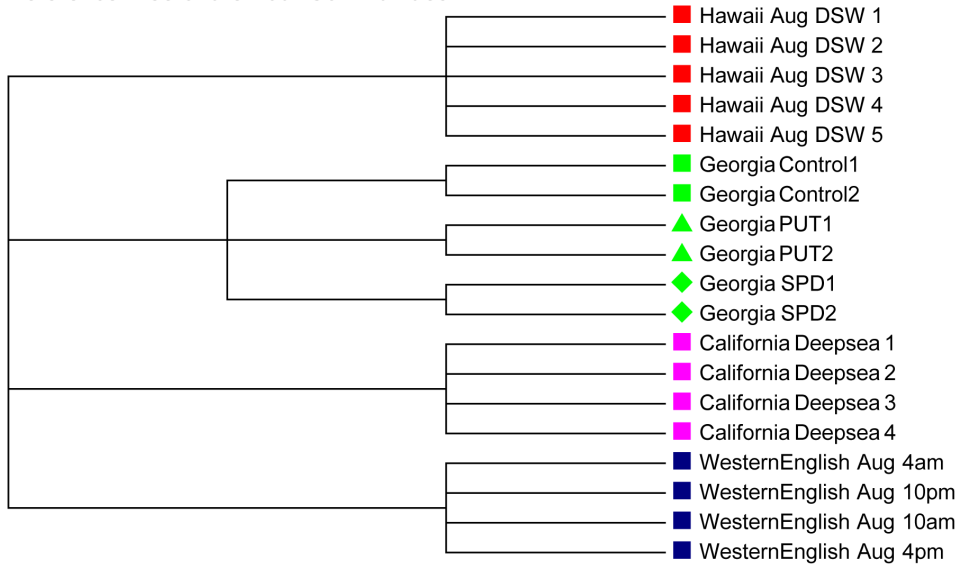 Hawaii Aug DSW 1
Hawaii Aug DSW 2
Hawaii Aug DSW 3
Hawaii Aug DSW 4
Hawaii Aug DSW 5
Georgia Control1
Georgia Control2
Georgia PUT1
Georgia PUT2
Georgia SPD1
Georgia SPD2
California Deepsea 1
California Deepsea 2
California Deepsea 3
California Deepsea 4
WesternEnglish Aug 4am
WesternEnglish Aug 10pm
WesternEnglish Aug 10am
WesternEnglish Aug 4pm